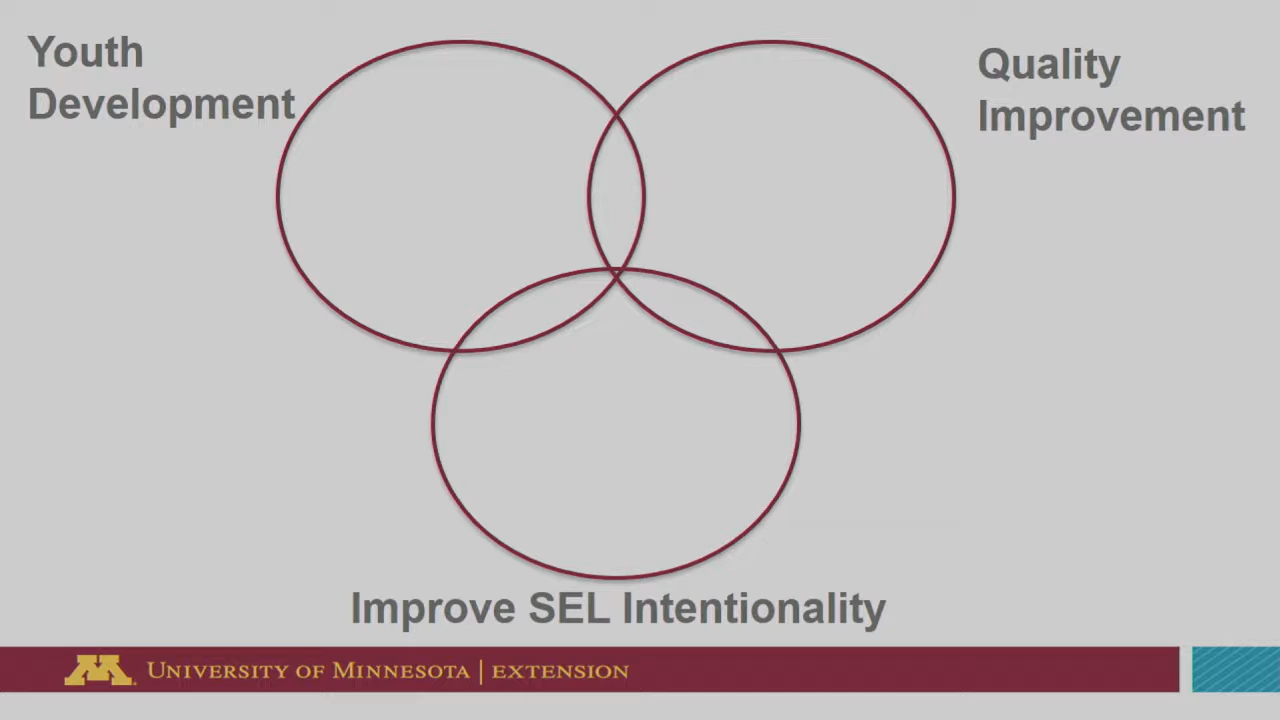 Youth
Development
Quality
Improvement
Improve SEL Intentionality
M UNIVERSITY OF MINNESOTA | EXTENSION